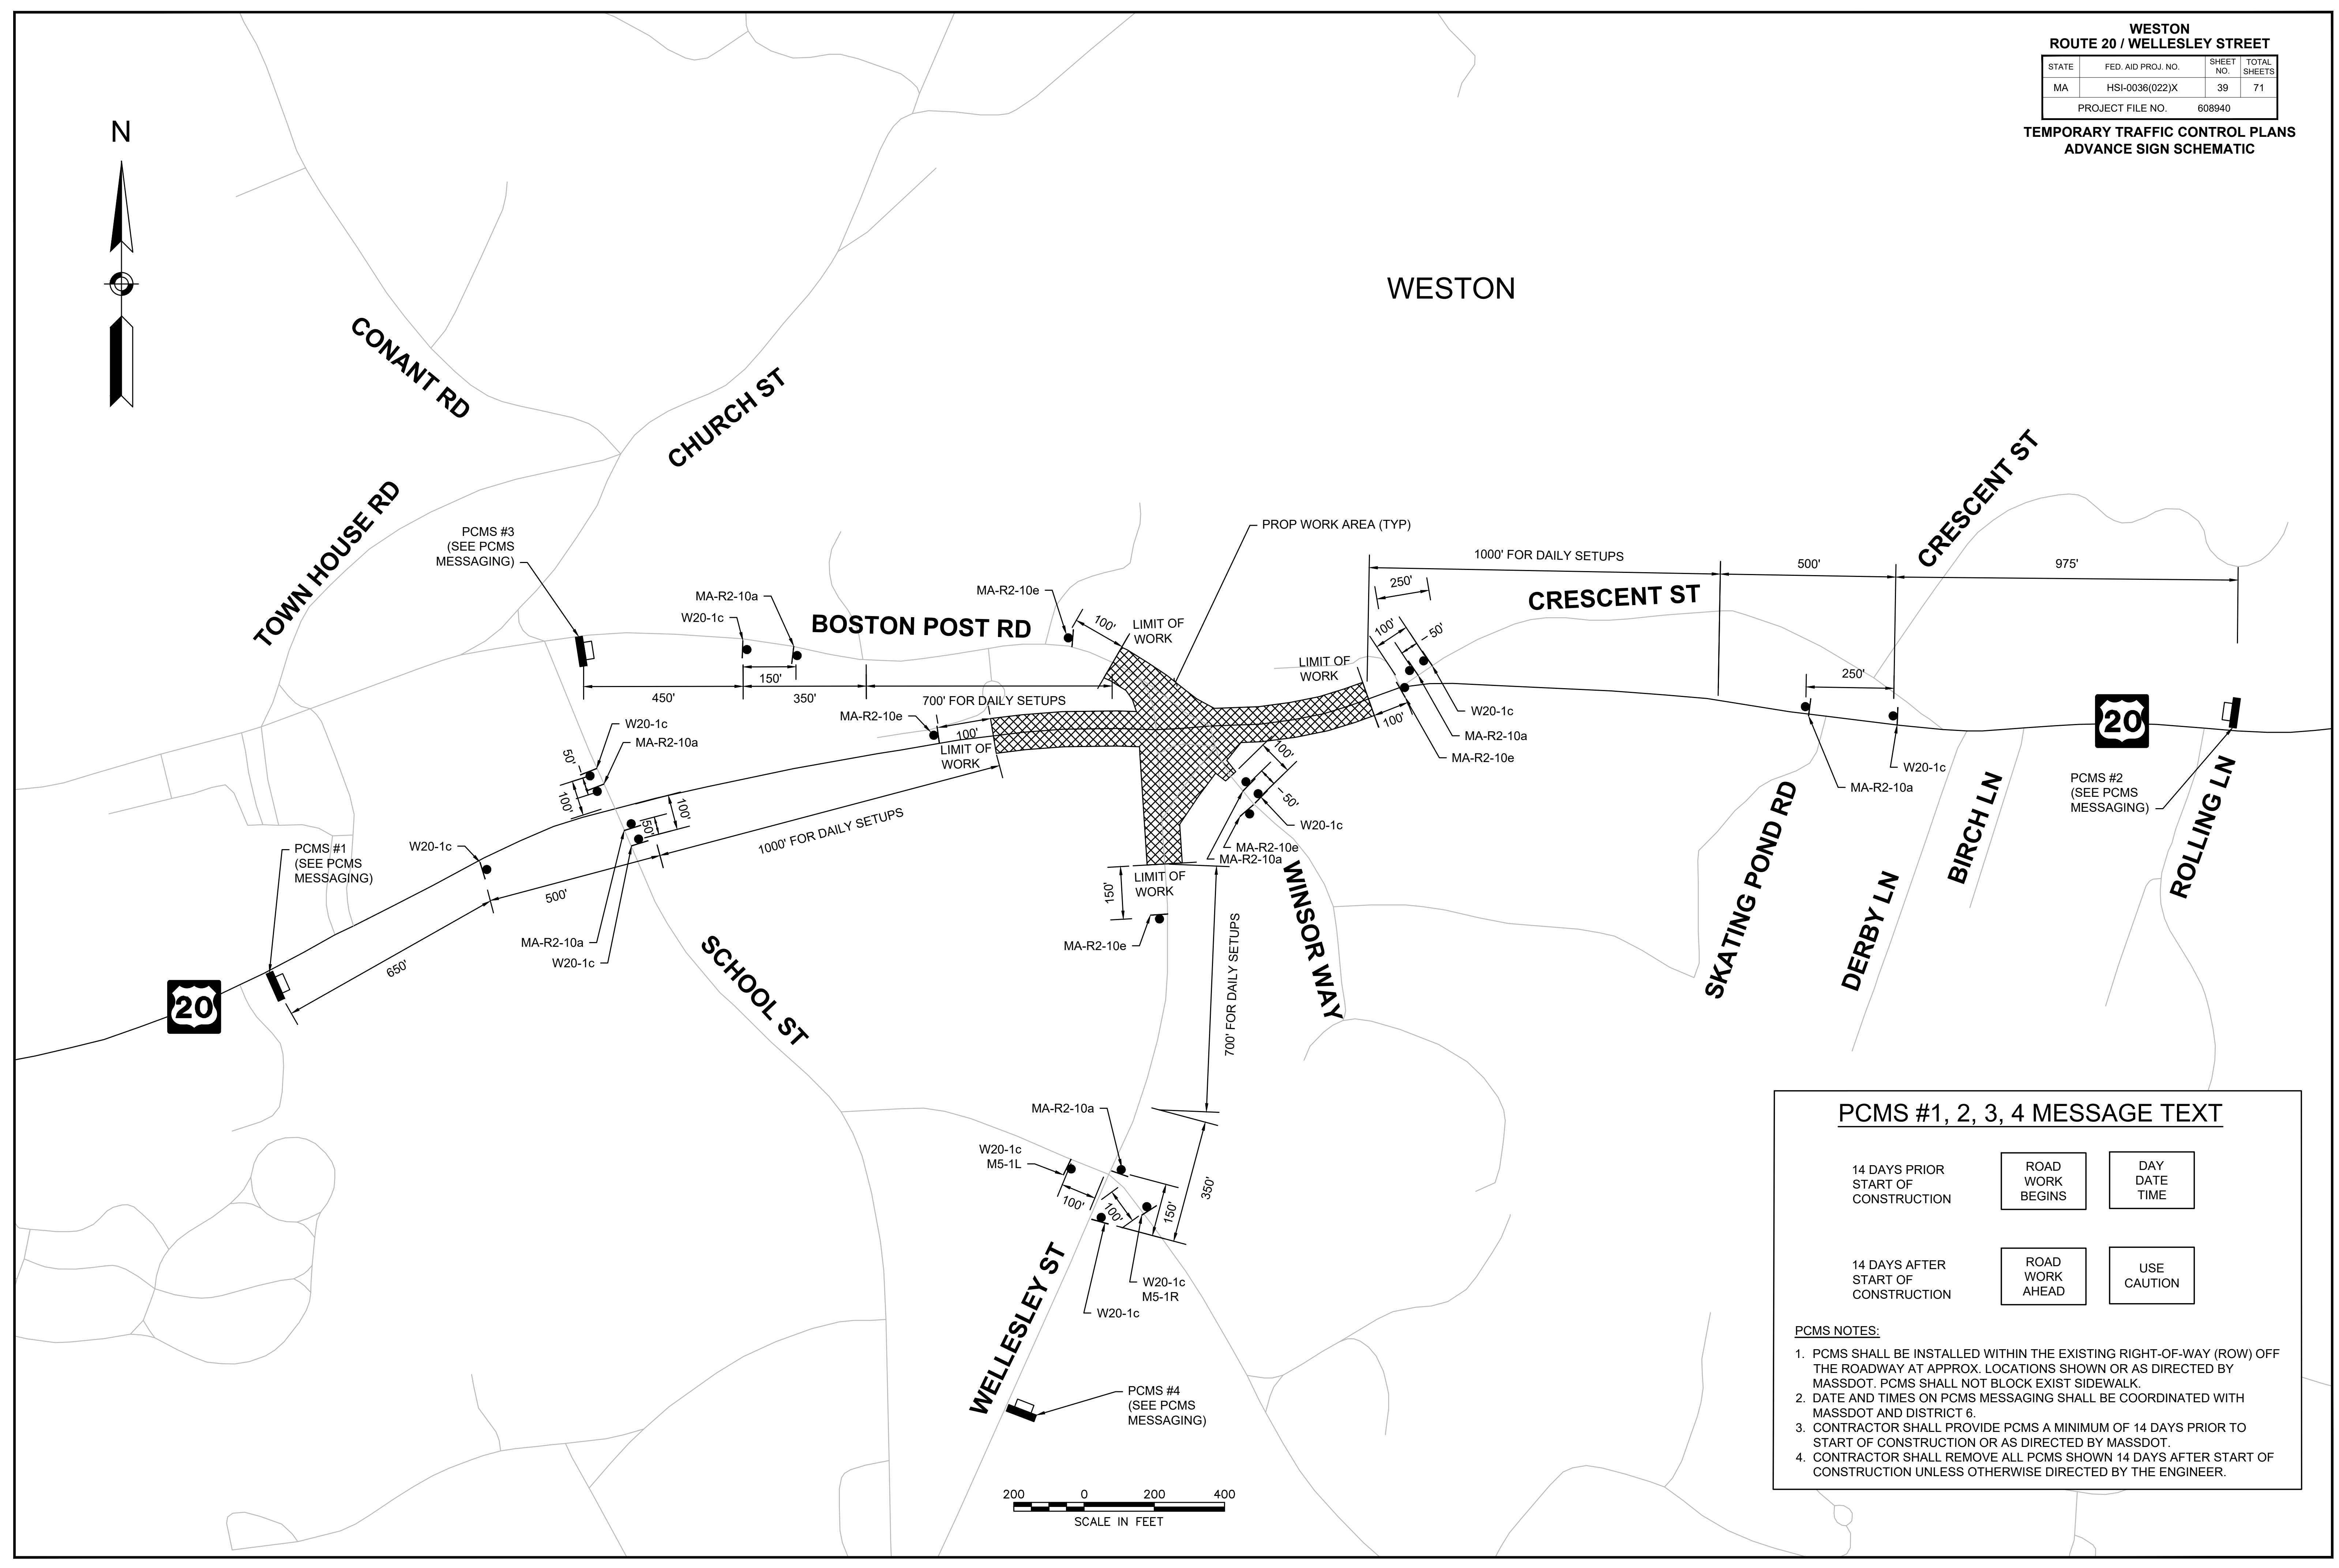 WESTON
ROUTE 20 / WELLESLEY STREET
STATE FED. AID PROJ. NO. SHEET NO. TOTAL SHEETS
MA HSI-0036(022)X 39 71
PROJECT FILE NO. 608940
TEMPORARY TRAFFIC CONTROL PLANS
ADVANCE SIGN SCHEMATIC
N
WESTON
CONANT RD
CHURCH ST
TOWN HOUSE RD
CRESCENT ST
PCMS #3
(SEE PCMS
MESSAGING)
PROP WORK AREA (TYP)
1000' FOR DAILY SETUPS
500'
975'
250'
CRESCENT ST
MA-R2-10a
W20-1c
BOSTON POST RD
MA-R2-10e
100'
LIMIT OF
WORK
100'
50'
LIMIT OF
WORK
150'
450'
350'
700' FOR DAILY SETUPS
250'
MA-R2-10e
100'
LIMIT OF
WORK
W20-1c
MA-R2-10a
50'
100'
100'
50'
W20-1c
MA-R2-10a
MA-R2-10e
100'
20
W20-1c
MA-R2-10a
PCMS #2
(SEE PCMS
MESSAGING)
100'
50'
W20-1c
MA-R2-10e
MA-R2-10a
1000' FOR DAILY SETUPS
W20-1c
PCMS #1
(SEE PCMS
MESSAGING)
500'
650'
MA-R2-10a
W20-1c
20
SCHOOL ST
LIMIT OF
WORK
150'
MA-R2-10e
700' FOR DAILY SETUPS
WINSOR WAY
SKATING POND RD
DERBY LN
BIRCH LN
ROLLING LN
MA-R2-10a
W20-1c
M5-1L
100'
100'
150'
350'
W20-1c
M5-1R
W20-1c
WELLESLEY ST
PCMS #4
(SEE PCMS
MESSAGING)
200 0 200 400
SCALE IN FEET
PCMS #1, 2, 3, 4 MESSAGE TEXT
14 DAYS PRIOR
START OF
CONSTRUCTION
ROAD
WORK
BEGINS
DAY
DATE
TIME
14 DAYS AFTER
START OF
CONSTRUCTION
ROAD
WORK
AHEAD
USE
CAUTION
PCMS NOTES:
1. PCMS SHALL BE INSTALLED WITHIN THE EXISTING RIGHT-OF-WAY (ROW) OFF
THE ROADWAY AT APPROX. LOCATIONS SHOWN OR AS DIRECTED BY
MASSDOT. PCMS SHALL NOT BLOCK EXIST SIDEWALK.
2. DATE AND TIMES ON PCMS MESSAGING SHALL BE COORDINATED WITH
MASSDOT AND DISTRICT 6.
3. CONTRACTOR SHALL PROVIDE PCMS A MINIMUM OF 14 DAYS PRIOR TO
START OF CONSTRUCTION OR AS DIRECTED BY MASSDOT.
4. CONTRACTOR SHALL REMOVE ALL PCMS SHOWN 14 DAYS AFTER START OF
CONSTRUCTION UNLESS OTHERWISE DIRECTED BY THE ENGINEER.